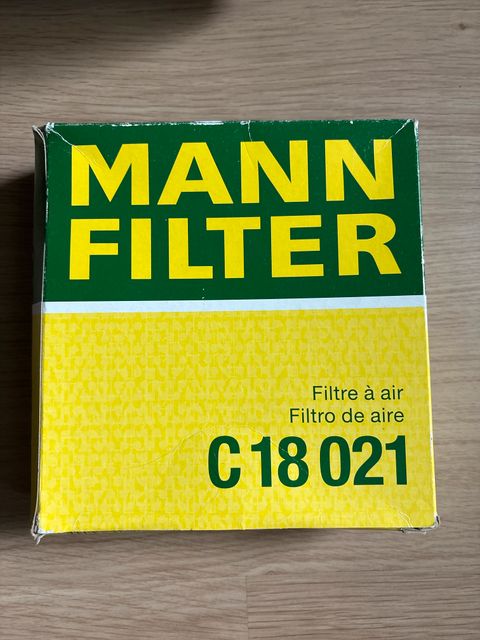 MANN
FILTER
Filtre à air
Filtro de aire
C 18 021